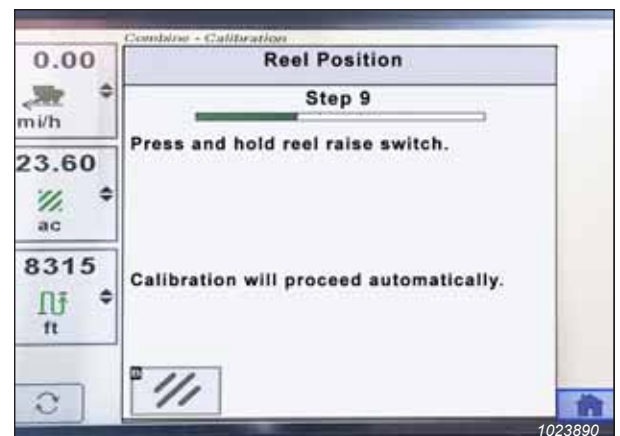 Combine - Calibration
0.00
mi/h
23.60
ac
8315
ft
Reel Position
Step 9
Press and hold reel raise switch.
Calibration will proceed automatically.
1023890